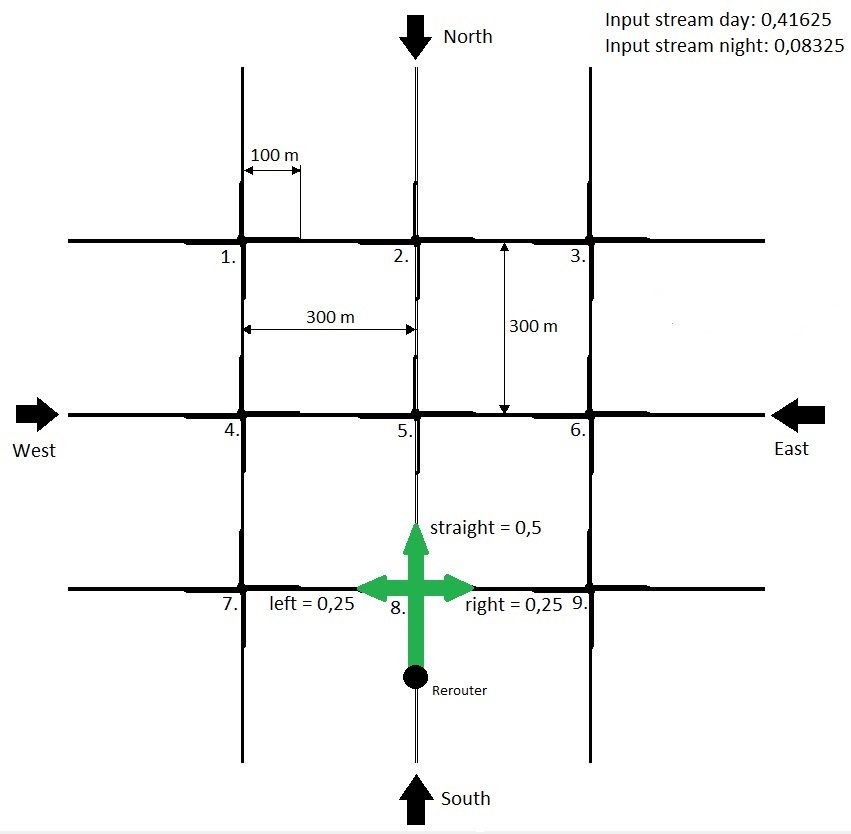 Input stream day: 0,41625
North
Input stream night: 0,08325
100 m
1.
2.
3.
300 m
300 m
4.
5.
6.
West
East
straight = 0,5
left = 0,25
8.
right = 0,25
7.
9.
Rerouter
South